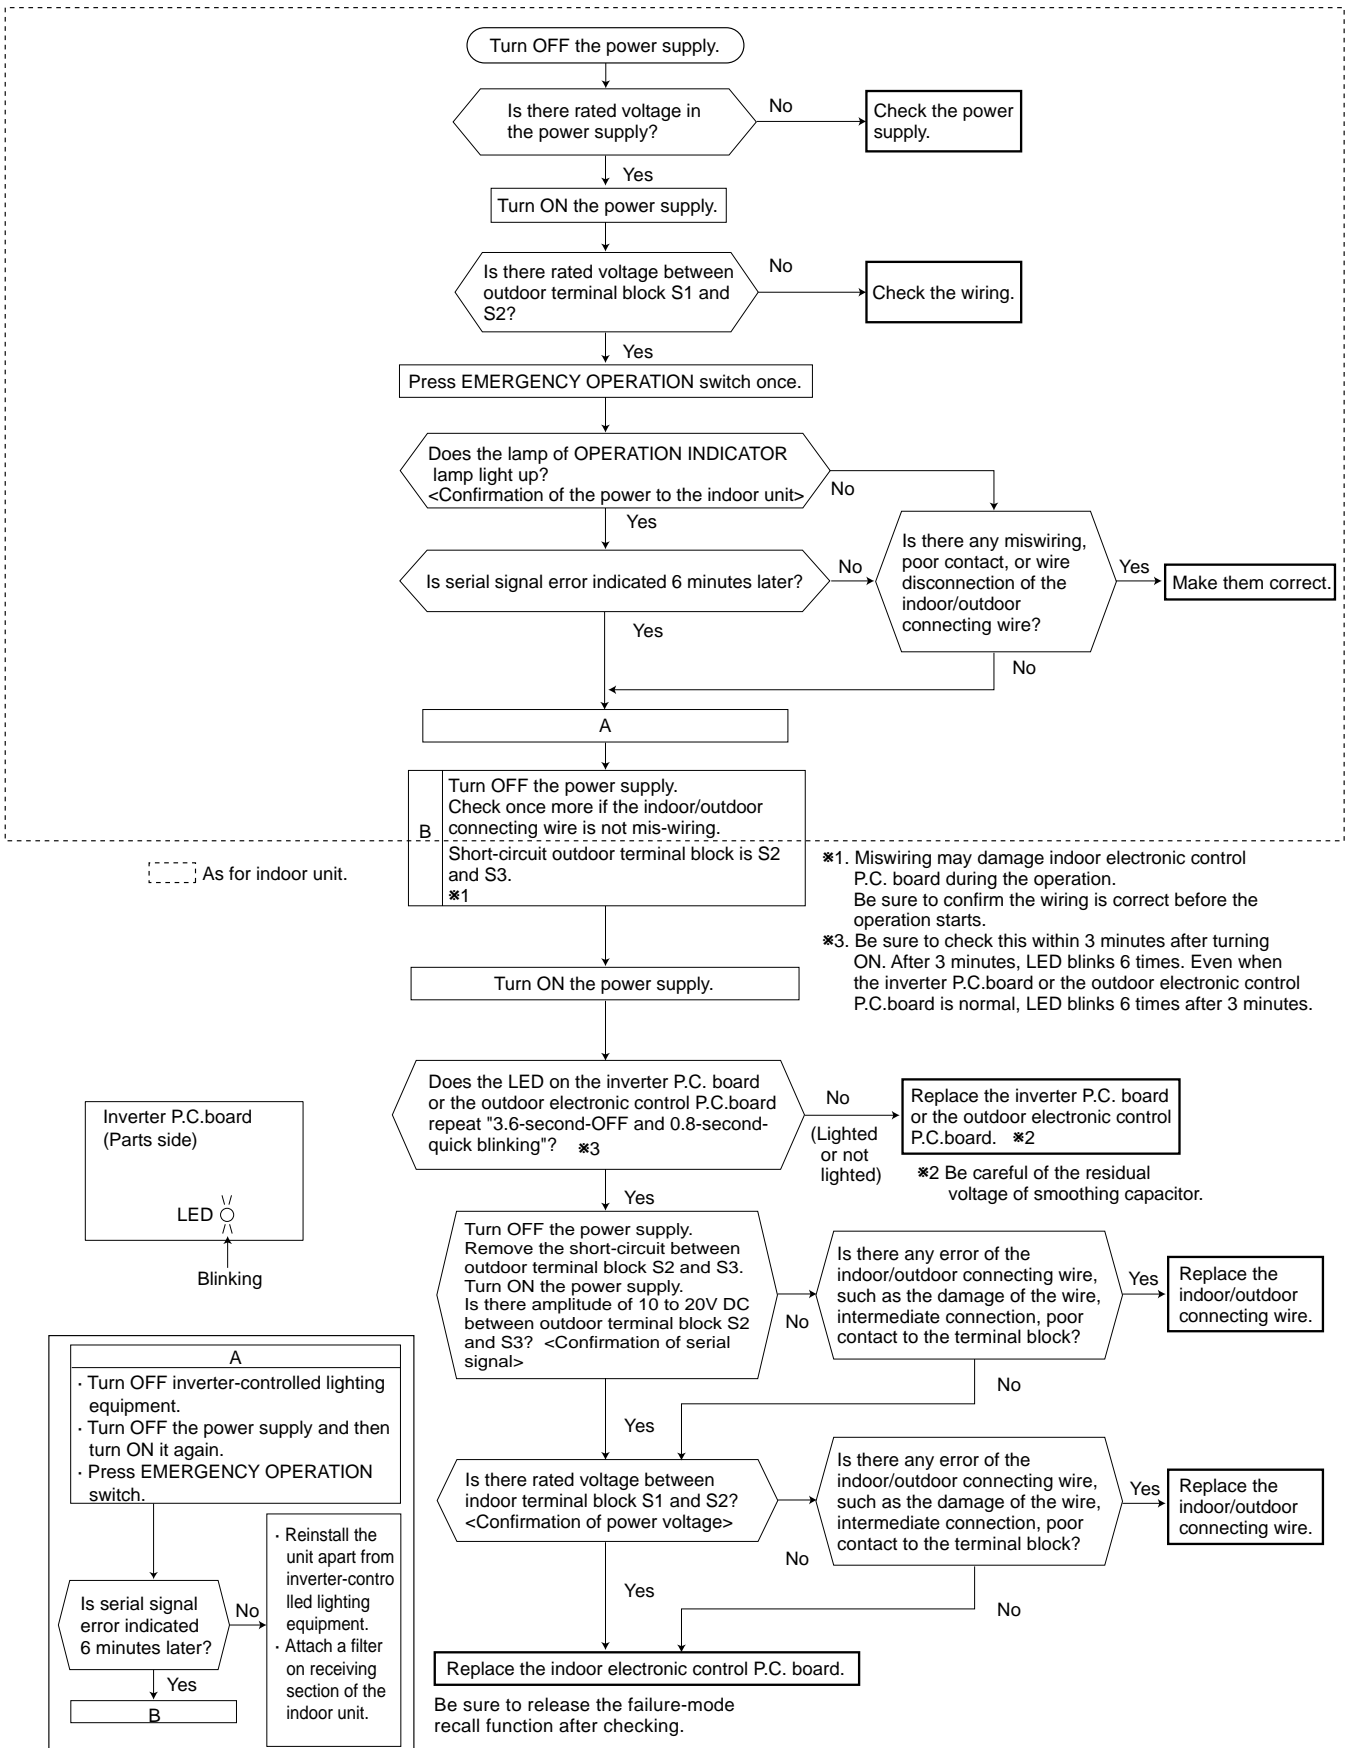 Turn OFF the power supply.
Is there rated voltage in
the power supply?
No
Check the power
supply.
Yes
Turn ON the power supply.
Is there rated voltage between
outdoor terminal block S1 and
S2?
No
Check the wiring.
Yes
Press EMERGENCY OPERATION switch once.
Does the lamp of OPERATION INDICATOR
lamp light up?
<Confirmation of the power to the indoor unit>
No
Yes
Is serial signal error indicated 6 minutes later?
No
Is there any miswiring,
poor contact, or wire
disconnection of the
indoor/outdoor
connecting wire?
Yes
Make them correct.
Yes
No
A
B
Turn OFF the power supply.
Check once more if the indoor/outdoor
connecting wire is not mis-wiring.
Short-circuit outdoor terminal block is S2
and S3.
※1
As for indoor unit.
※1. Miswiring may damage indoor electronic control
P.C. board during the operation.
Be sure to confirm the wiring is correct before the
operation starts.
※3. Be sure to check this within 3 minutes after turning
ON. After 3 minutes, LED blinks 6 times. Even when
the inverter P.C.board or the outdoor electronic control
P.C.board is normal, LED blinks 6 times after 3 minutes.
Turn ON the power supply.
Does the LED on the inverter P.C. board
or the outdoor electronic control P.C.board
repeat "3.6-second-OFF and 0.8-second-
quick blinking"? ※3
No
(Lighted
or not
lighted)
Replace the inverter P.C. board
or the outdoor electronic control
P.C.board. ※2
※2 Be careful of the residual
voltage of smoothing capacitor.
Yes
Inverter P.C.board
(Parts side)
LED
Blinking
Turn OFF the power supply.
Remove the short-circuit between
outdoor terminal block S2 and S3.
Turn ON the power supply.
Is there amplitude of 10 to 20V DC
between outdoor terminal block S2
and S3? <Confirmation of serial
signal>
No
Is there any error of the
indoor/outdoor connecting wire,
such as the damage of the wire,
intermediate connection, poor
contact to the terminal block?
Yes
Replace the
indoor/outdoor
connecting wire.
No
Yes
Is there rated voltage between
indoor terminal block S1 and S2?
<Confirmation of power voltage>
No
Is there any error of the
indoor/outdoor connecting wire,
such as the damage of the wire,
intermediate connection, poor
contact to the terminal block?
Yes
Replace the
indoor/outdoor
connecting wire.
No
Yes
Replace the indoor electronic control P.C. board.
Be sure to release the failure-mode
recall function after checking.
A
· Turn OFF inverter-controlled lighting
equipment.
· Turn OFF the power supply and then
turn ON it again.
· Press EMERGENCY OPERATION
switch.
Is serial signal
error indicated
6 minutes later?
No
· Reinstall the
unit apart from
inverter-contro
lled lighting
equipment.
· Attach a filter
on receiving
section of the
indoor unit.
Yes
B